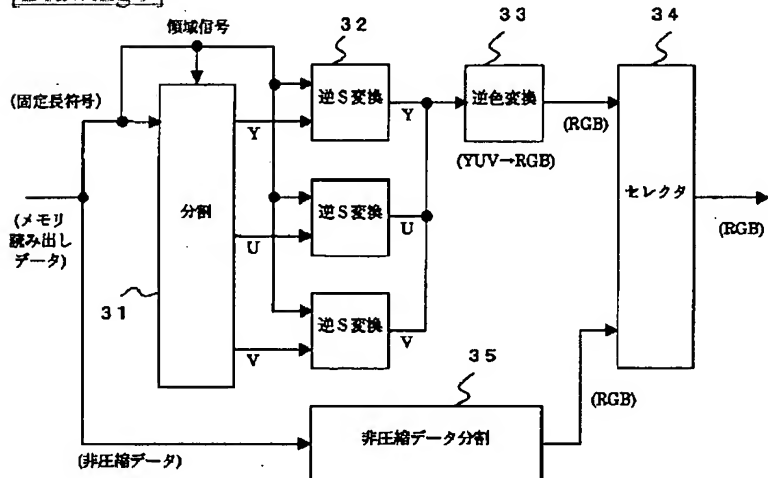 領域信号
32
33
34
(固定長符号)
逆S変換
Y
Y
逆色変換
(RGB)
(YUV→RGB)
セレクタ
分割
(メモリ
読み出し
データ)
逆S変換
U
U
(RGB)
31
逆S変換
V
V
35
(RGB)
非圧縮データ分割
(非圧縮データ)